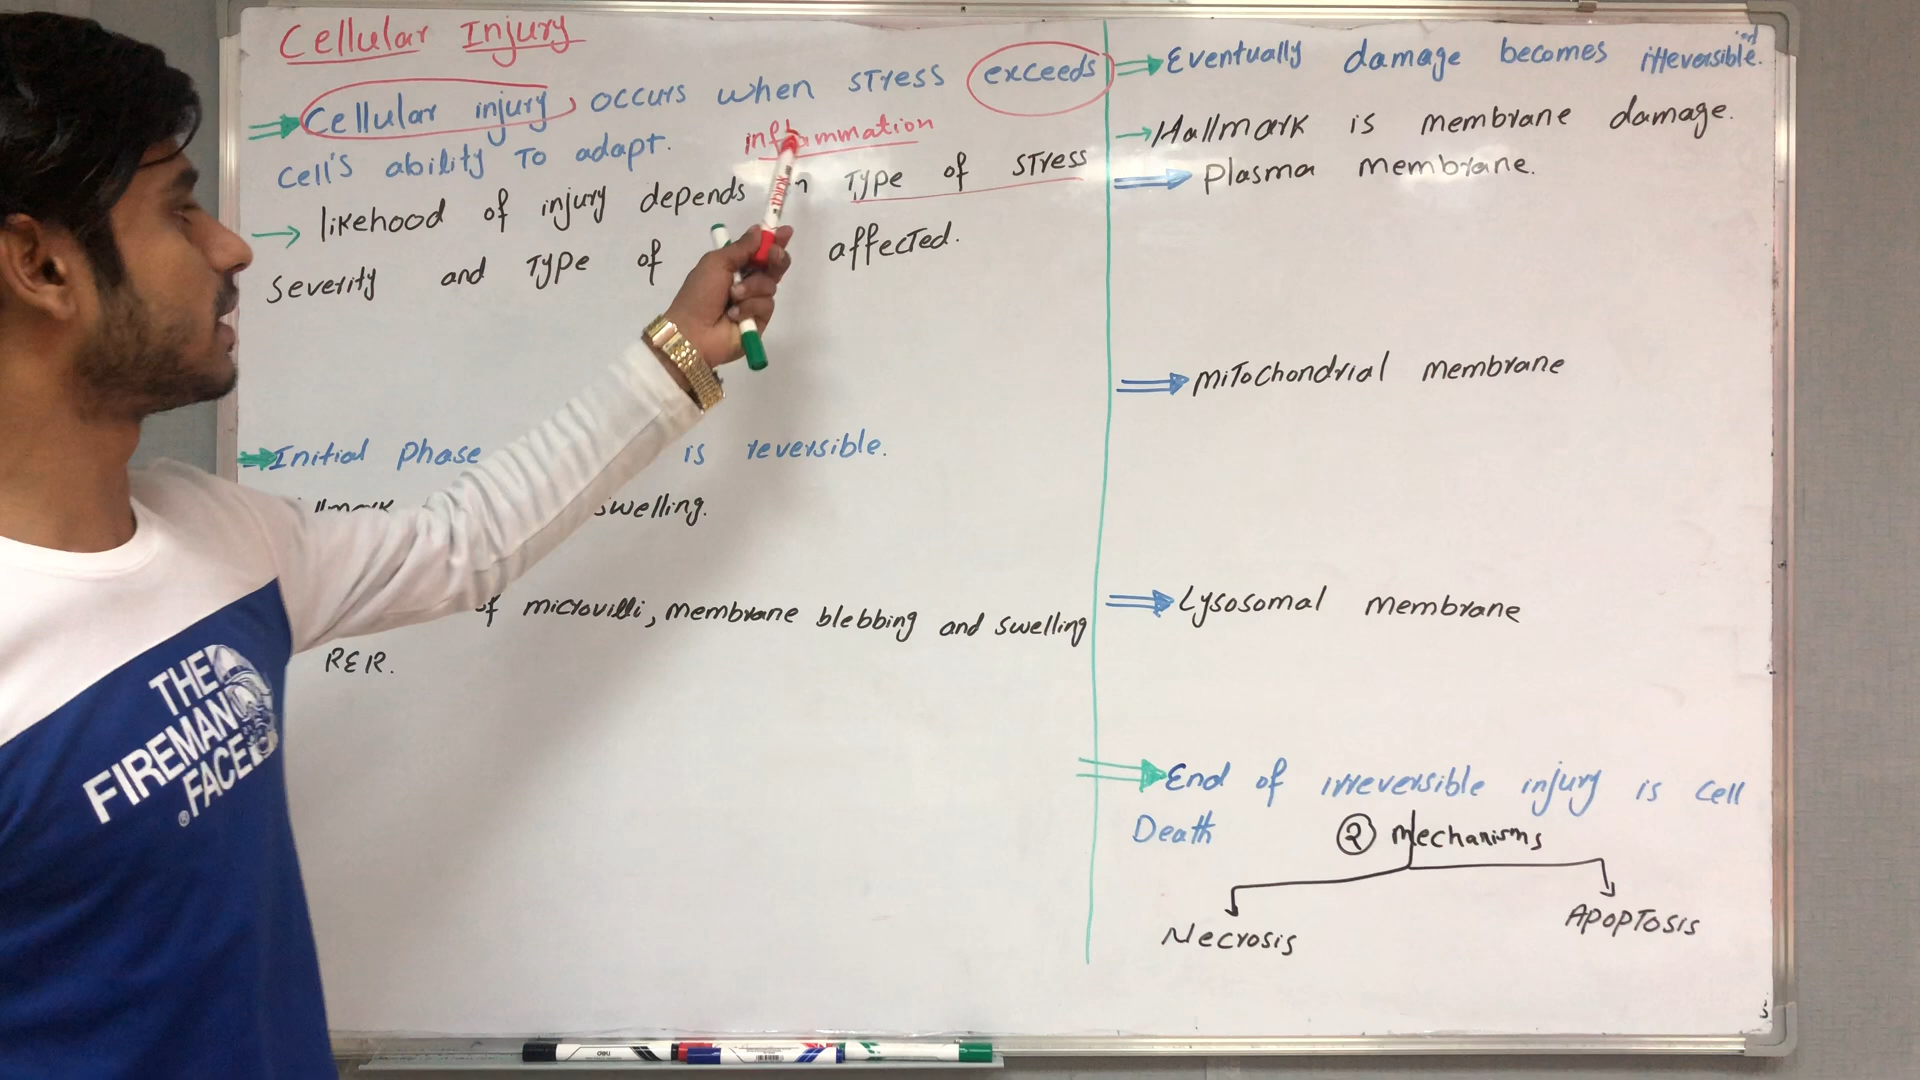 Cellular Injury
Cellular injury, occurs when stress exceeds
cell's ability to adapt.
inflammation
likehood of injury depends n type of stress
severity and type of affected.
Initial phase is reversible.
swelling.
of microvilli, membrane blebbing and swelling
RER.
Eventually damage becomes irreversible.
Hallmark is membrane damage.
plasma membrane.
mitochondrial membrane
Lysosomal membrane
End of irreversible injury is cell
Death
2 mechanisms
Necrosis
Apoptosis
THE
FIREMAN
FACE®
deli